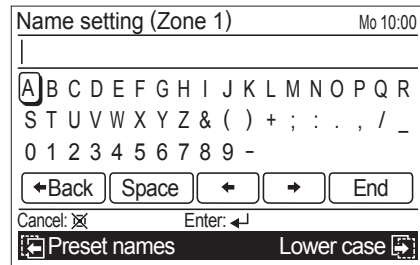 Name setting (Zone 1) Mo 10:00
A B C D E F G H I J K L M N O P Q R
S T U V W X Y Z & ( ) + ; : . , / _
0 1 2 3 4 5 6 7 8 9 -
←Back Space ← → End
Cancel: Enter: ↵
Preset names Lower case